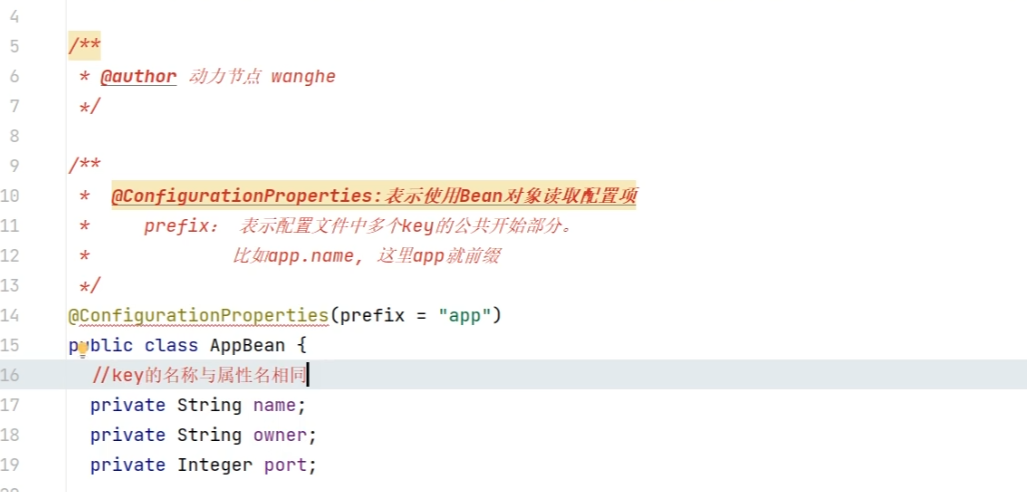 4
5 /**
6 * @author 动力节点 wanghe
7 */
8
9 /**
10 * @ConfigurationProperties:表示使用Bean对象读取配置项
11 * prefix： 表示配置文件中多个key的公共开始部分。
12 * 比如app.name, 这里app就前缀
13 */
14 @ConfigurationProperties(prefix = "app")
15 public class AppBean {
16 //key的名称与属性名相同
17 private String name;
18 private String owner;
19 private Integer port;